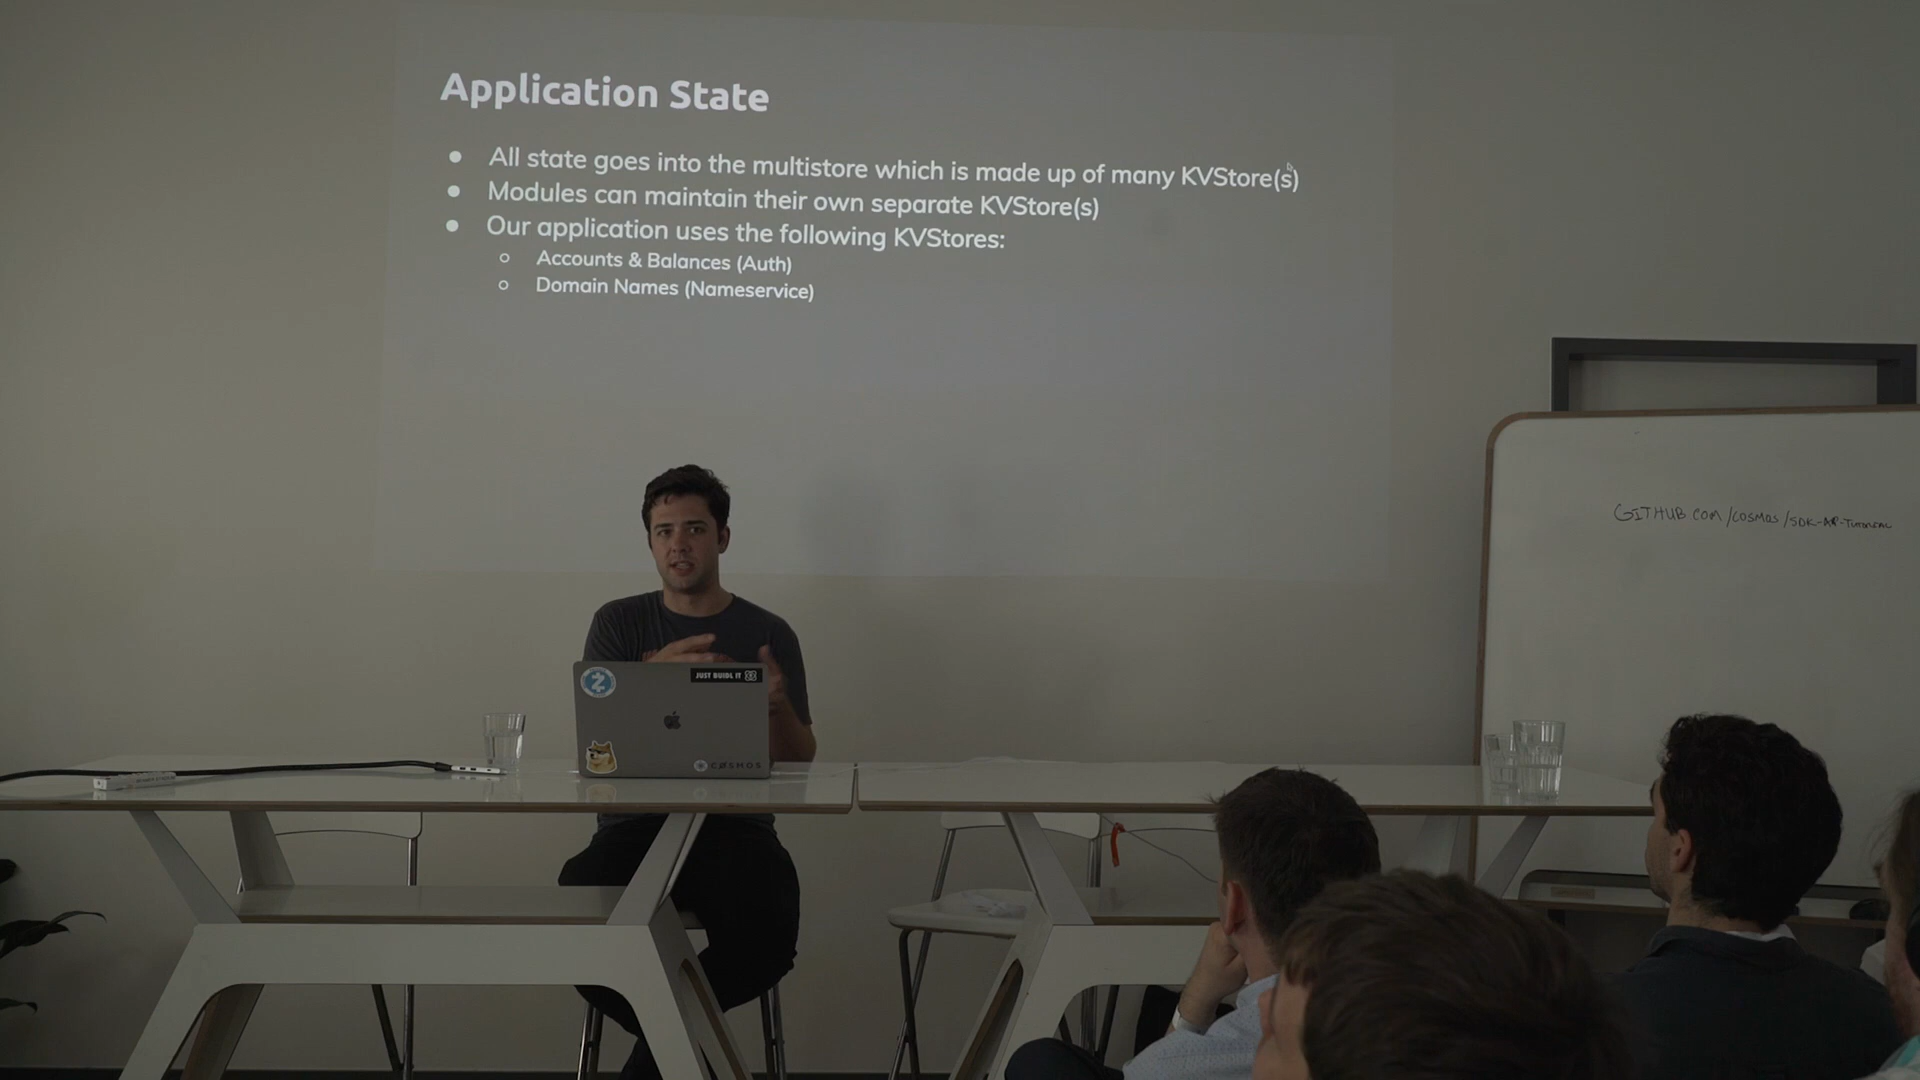 Application State
● All state goes into the multistore which is made up of many KVStore(s)
● Modules can maintain their own separate KVStore(s)
● Our application uses the following KVStores:
○ Accounts & Balances (Auth)
○ Domain Names (Nameservice)
GITHUB.COM/COSMOS/SDK-AP-TUTORIAL
JUST BUIDL IT
COSMOS